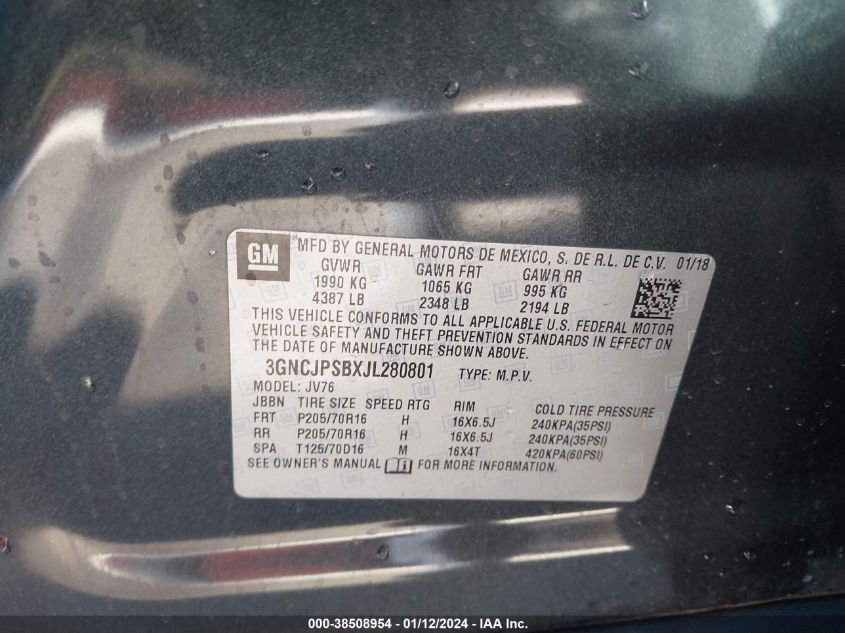 GM MFD BY GENERAL MOTORS DE MEXICO, S. DE R.L. DE C.V. 01/18
GVWR GAWR FRT GAWR RR
1990 KG 1065 KG 995 KG
4387 LB 2348 LB 2194 LB
THIS VEHICLE CONFORMS TO ALL APPLICABLE U.S. FEDERAL MOTOR
VEHICLE SAFETY AND THEFT PREVENTION STANDARDS IN EFFECT ON
THE DATE OF MANUFACTURE SHOWN ABOVE.
3GNCJPSBXJL280801 TYPE: M.P.V.
MODEL: JV76
JBBN TIRE SIZE SPEED RTG RIM COLD TIRE PRESSURE
FRT P205/70R16 H 16X6.5J 240KPA(35PSI)
RR P205/70R16 H 16X6.5J 240KPA(35PSI)
SPA T125/70D16 M 16X4T 420KPA(60PSI)
SEE OWNER'S MANUAL FOR MORE INFORMATION.
000-38508954 - 01/12/2024 - IAA Inc.